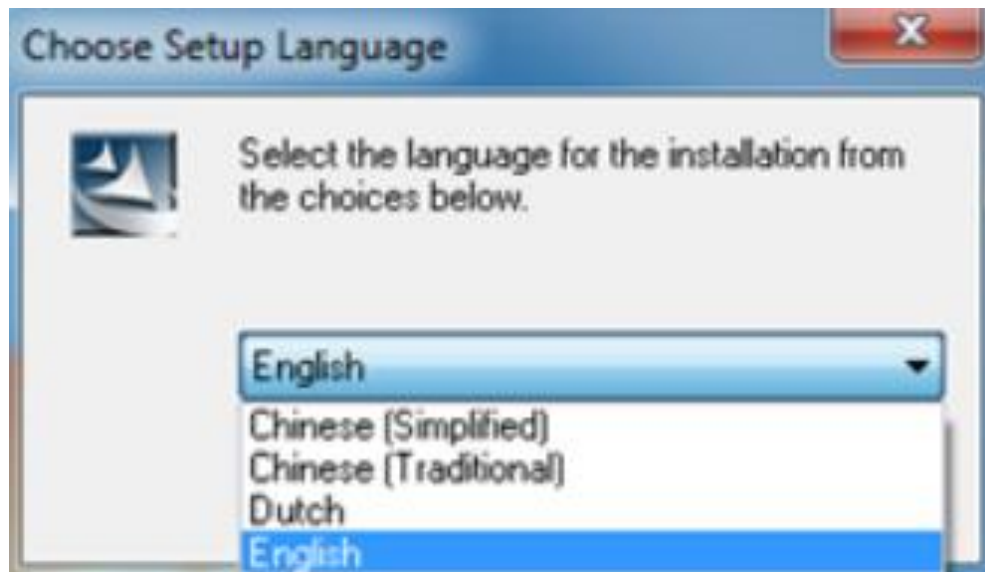 Choose Setup Language
Select the language for the installation from
the choices below.
English
Chinese (Simplified)
Chinese (Traditional)
Dutch
English